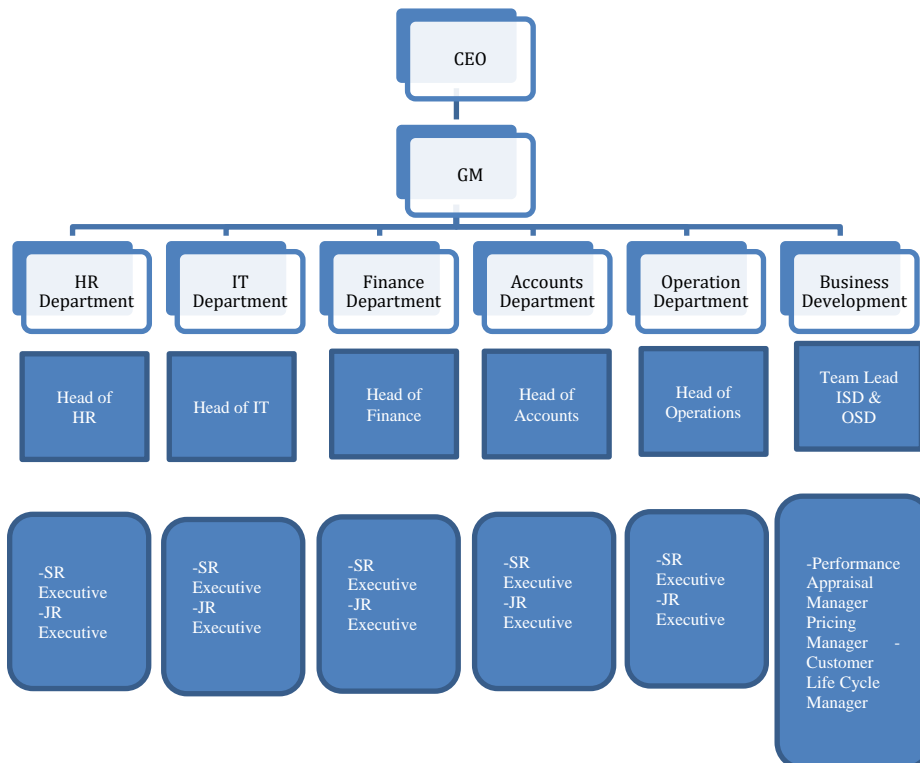 CEO
GM
HR
Department
IT
Department
Finance
Department
Accounts
Department
Operation
Department
Business
Development
Head of
HR
Head of IT
Head of
Finance
Head of
Accounts
Head of
Operations
Team Lead
ISD &
OSD
-SR
Executive
-JR
Executive
-SR
Executive
-JR
Executive
-SR
Executive
-JR
Executive
-SR
Executive
-JR
Executive
-SR
Executive
-JR
Executive
-Performance
Appraisal
Manager
Pricing
Manager -
Customer
Life Cycle
Manager